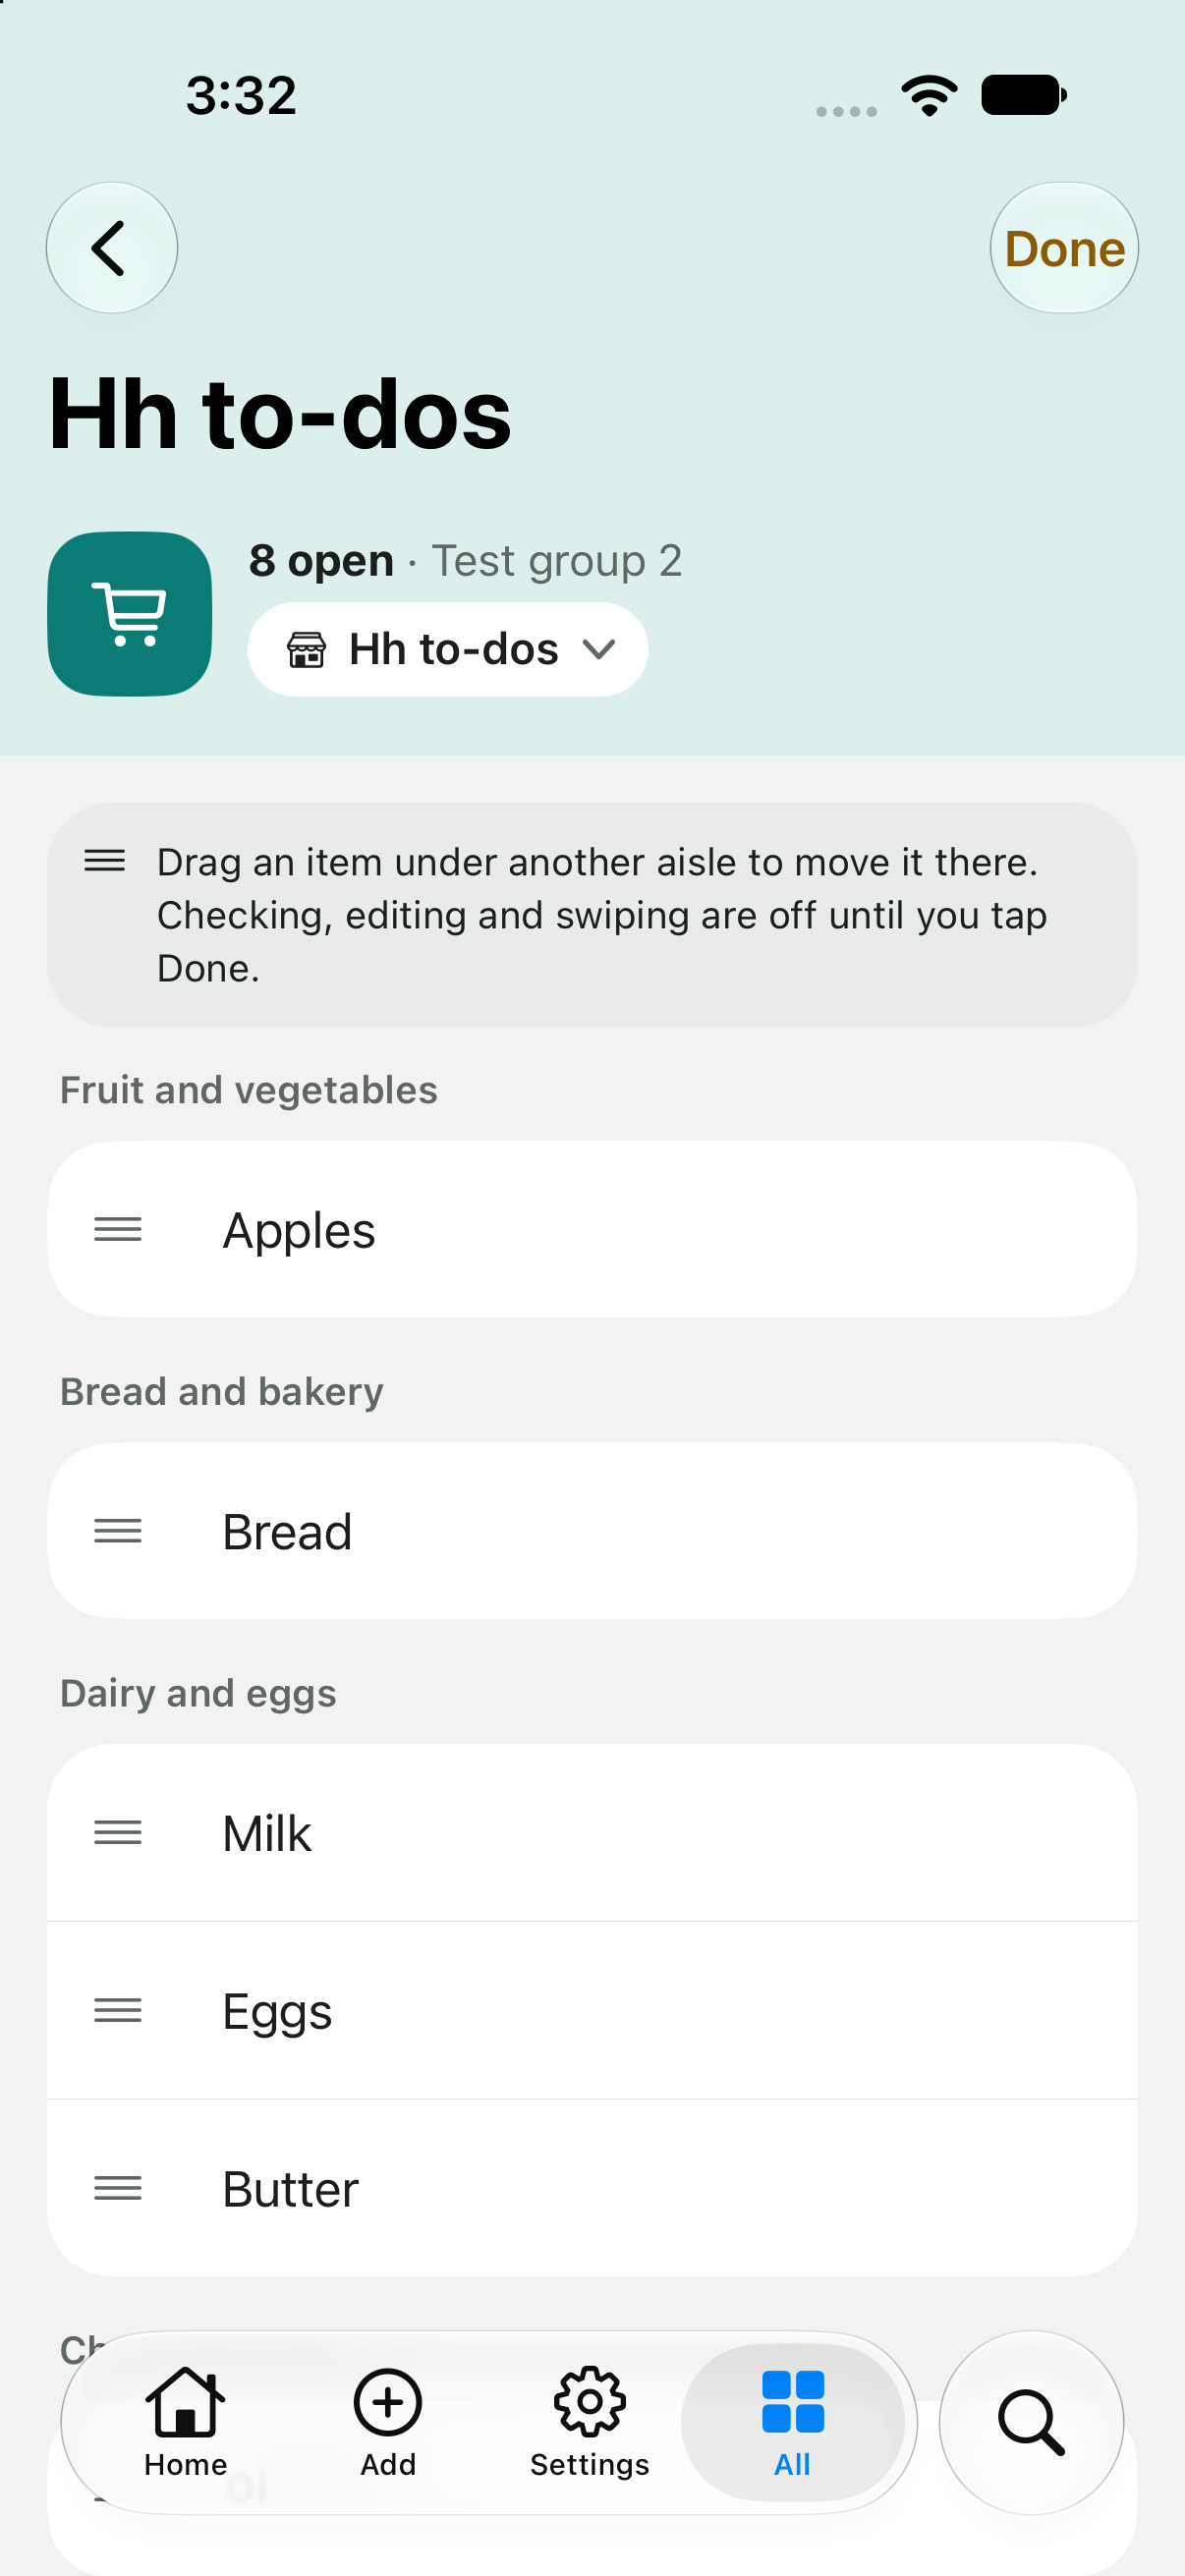 3:32
Done
Hh to-dos
8 open · Test group 2
Hh to-dos
Drag an item under another aisle to move it there.
Checking, editing and swiping are off until you tap
Done.
Fruit and vegetables
Apples
Bread and bakery
Bread
Dairy and eggs
Milk
Eggs
Butter
Home
Add
Settings
All